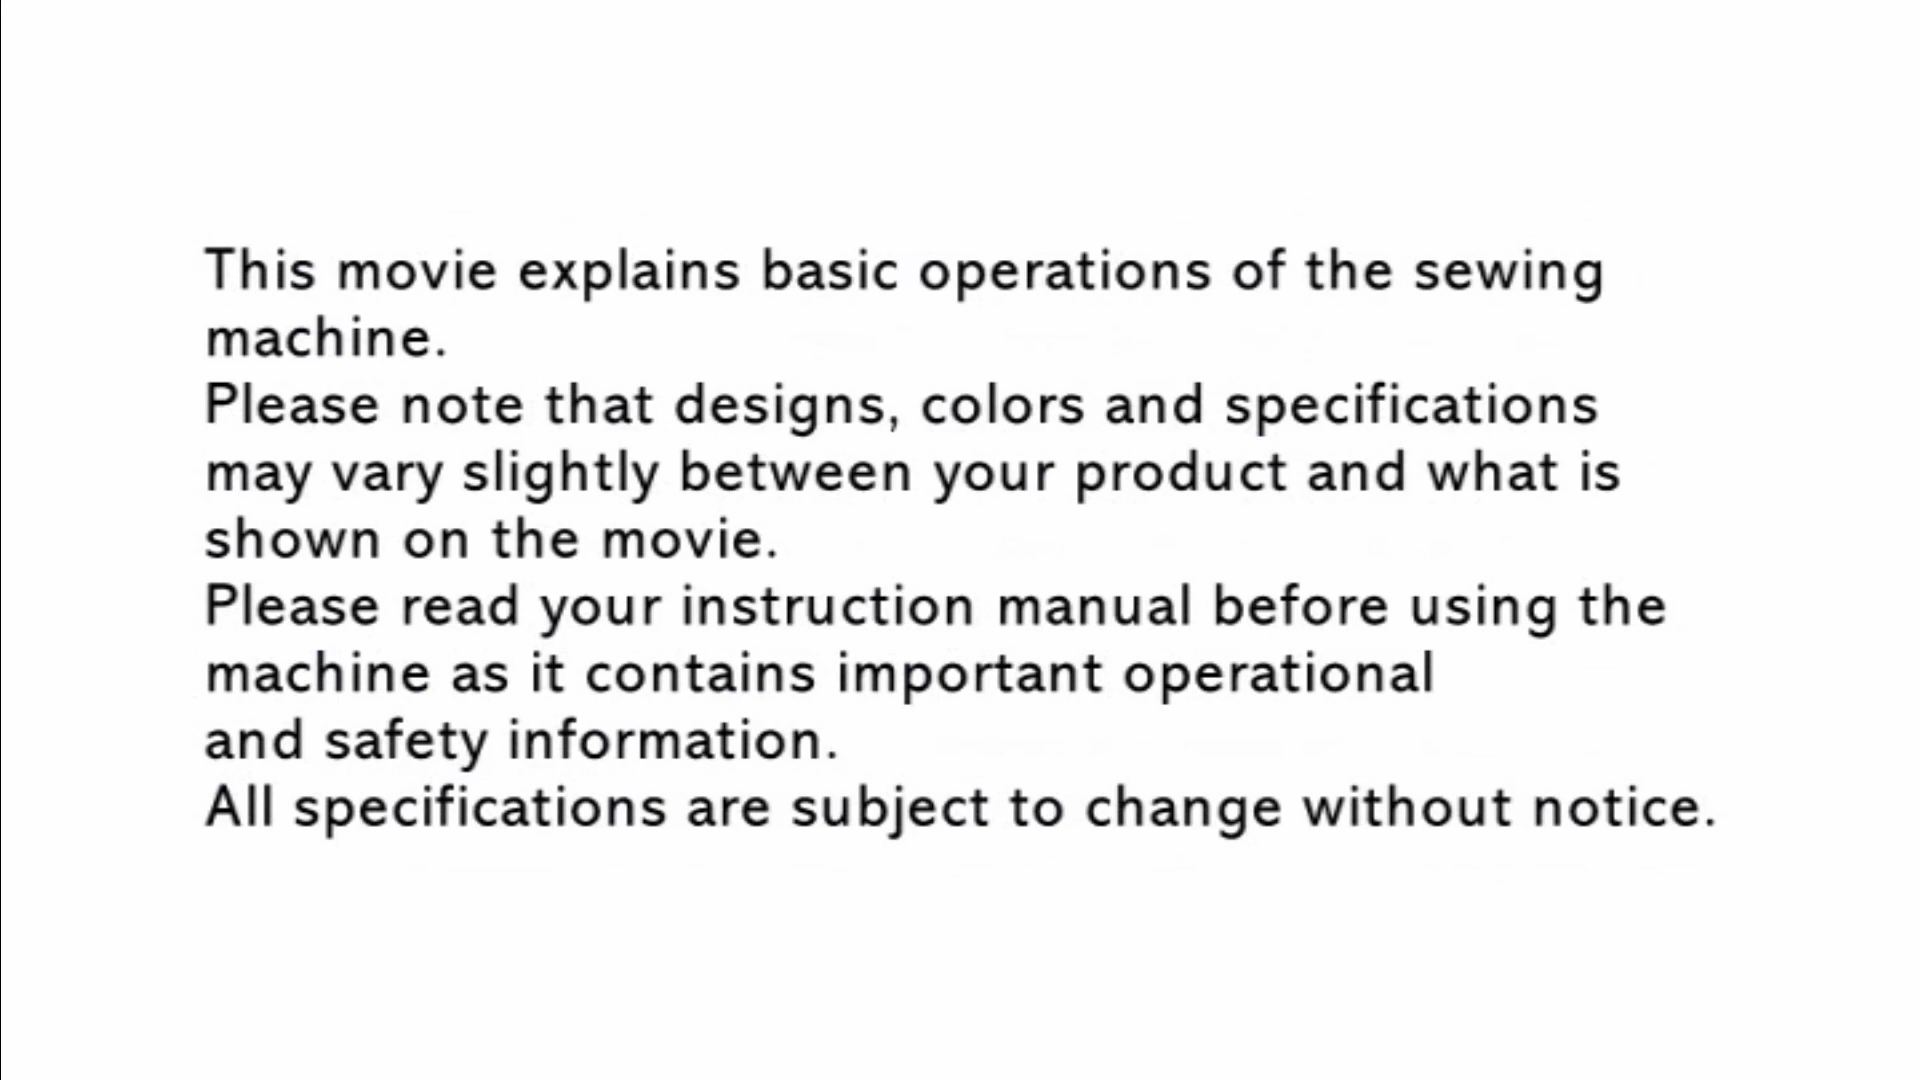 This movie explains basic operations of the sewing
machine.
Please note that designs, colors and specifications
may vary slightly between your product and what is
shown on the movie.
Please read your instruction manual before using the
machine as it contains important operational
and safety information.
All specifications are subject to change without notice.